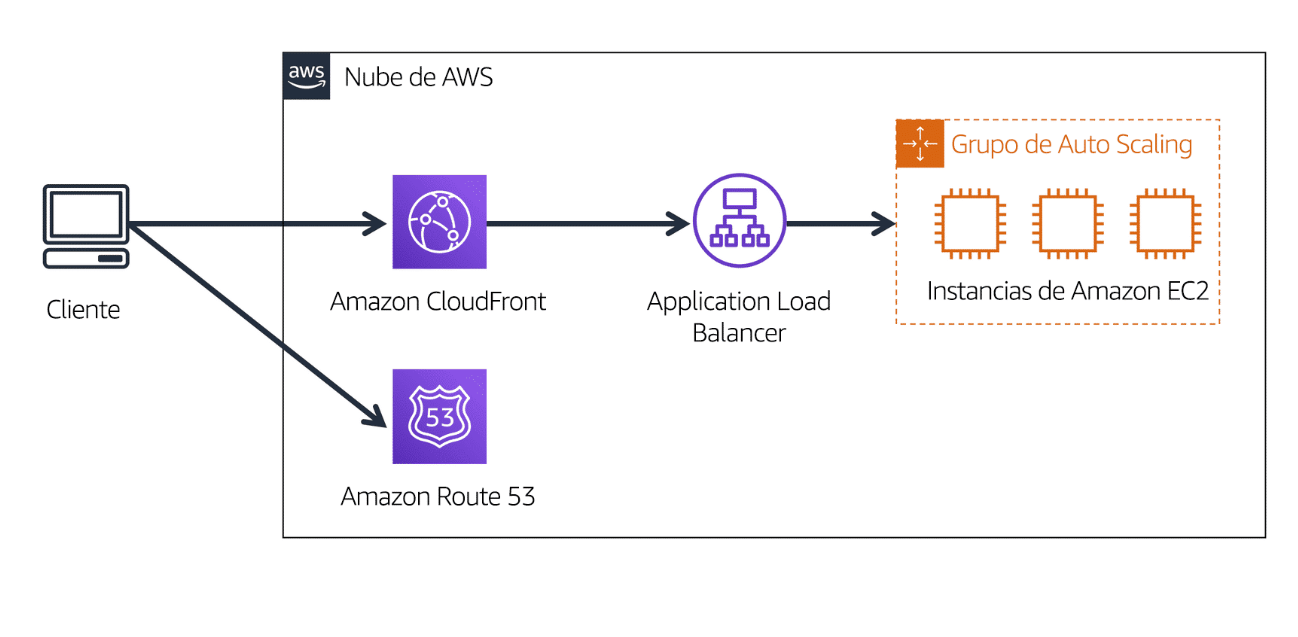 aws
Nube de AWS
Grupo de Auto Scaling
Instancias de Amazon EC2
Cliente
Amazon CloudFront
Application Load
Balancer
53
Amazon Route 53